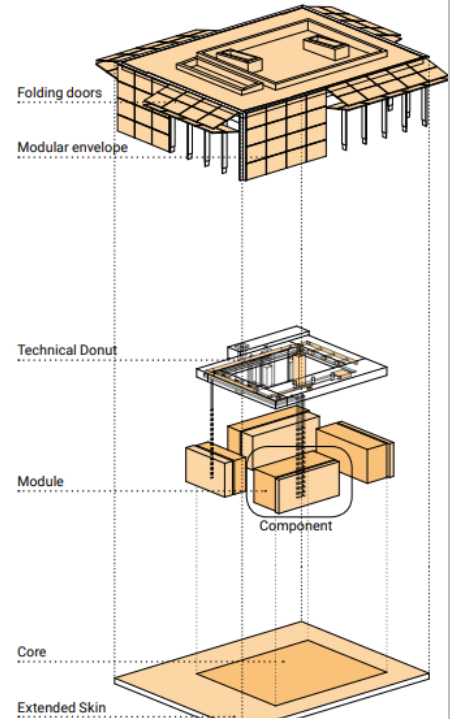 Folding doors
Modular envelope
Technical Donut
Module
Component
Core
Extended Skin